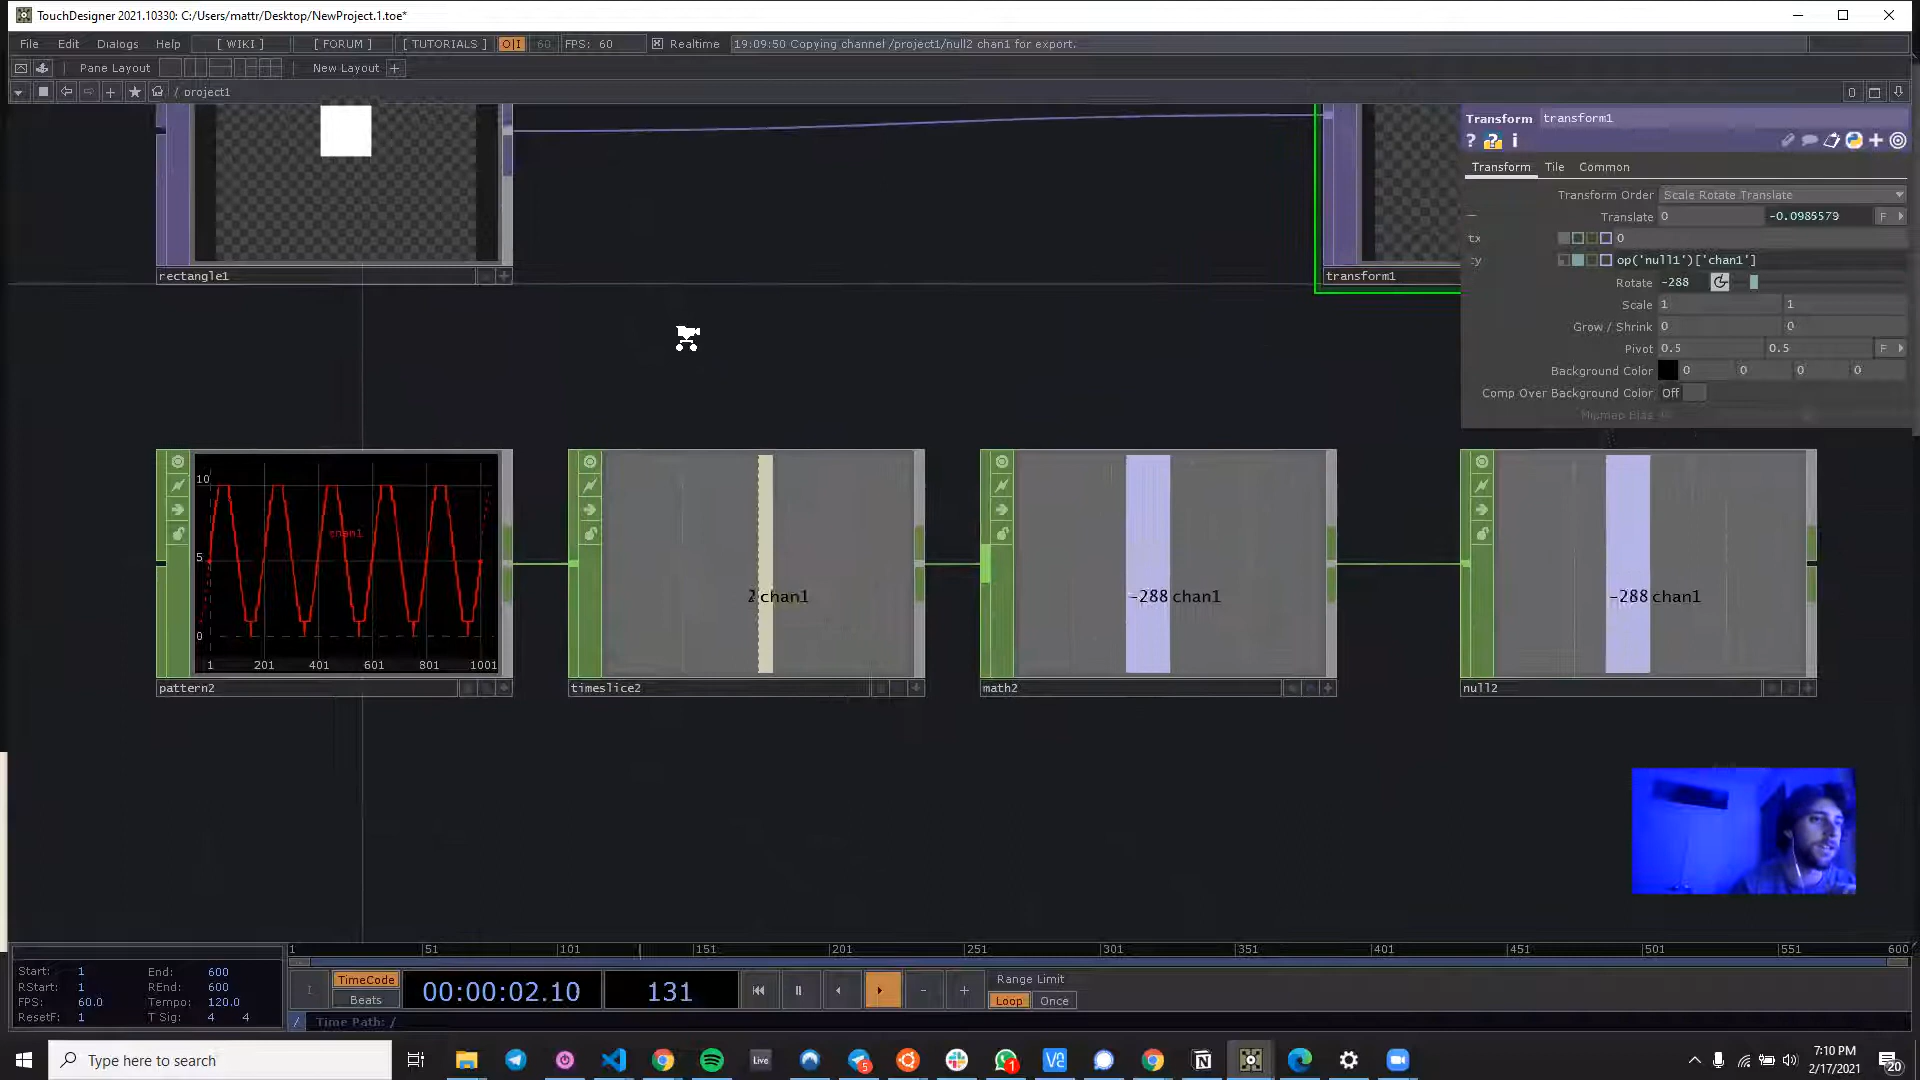 TouchDesigner 2021.10330: C:/Users/mattr/Desktop/NewProject.1.toe*
File Edit Dialogs Help [ WIKI ] [ FORUM ] [ TUTORIALS ] O|I 60 FPS: 60 Realtime 19:09:50 Copying channel /project1/null2 chan1 for export.
Pane Layout New Layout +
/ project1 0
Transform transform1
Transform Tile Common
Transform Order Scale Rotate Translate
Translate 0 -0.0985579 F
tx 0
ty op('null1')['chan1']
rectangle1
transform1
Rotate -288
Scale 1 1
Grow / Shrink 0 0
Pivot 0.5 0.5 F
Background Color 0 0 0 0
Comp Over Background Color Off
Mipmap Bias
10
5
0
chan1
1 201 401 601 801 1001
2 chan1
-288 chan1
-288 chan1
pattern2
timeslice2
math2
null2
1 51 101 151 201 251 301 351 401 451 501 551 600
Start: 1 End: 600
RStart: 1 REnd: 600
FPS: 60.0 Tempo: 120.0
ResetF: 1 T Sig: 4 4
TimeCode
Beats
00:00:02.10
131
Range Limit
Loop Once
/ Time Path: /
Type here to search
Live
5
1
7:10 PM
2/17/2021
20